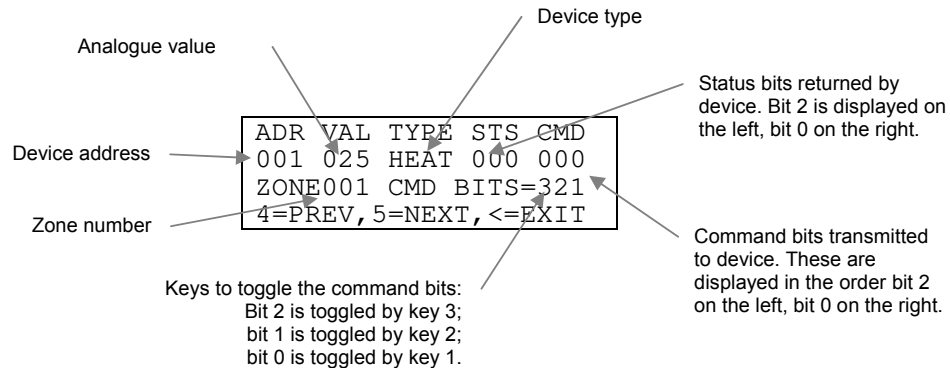 Device type
Analogue value
Status bits returned by
device. Bit 2 is displayed on
the left, bit 0 on the right.
ADR VAL TYPE STS CMD
Device address
001 025 HEAT 000 000
ZONE001 CMD BITS=321
4=PREV,5=NEXT,<=EXIT
Zone number
Command bits transmitted
to device. These are
displayed in the order bit 2
on the left, bit 0 on the right.
Keys to toggle the command bits:
Bit 2 is toggled by key 3;
bit 1 is toggled by key 2;
bit 0 is toggled by key 1.